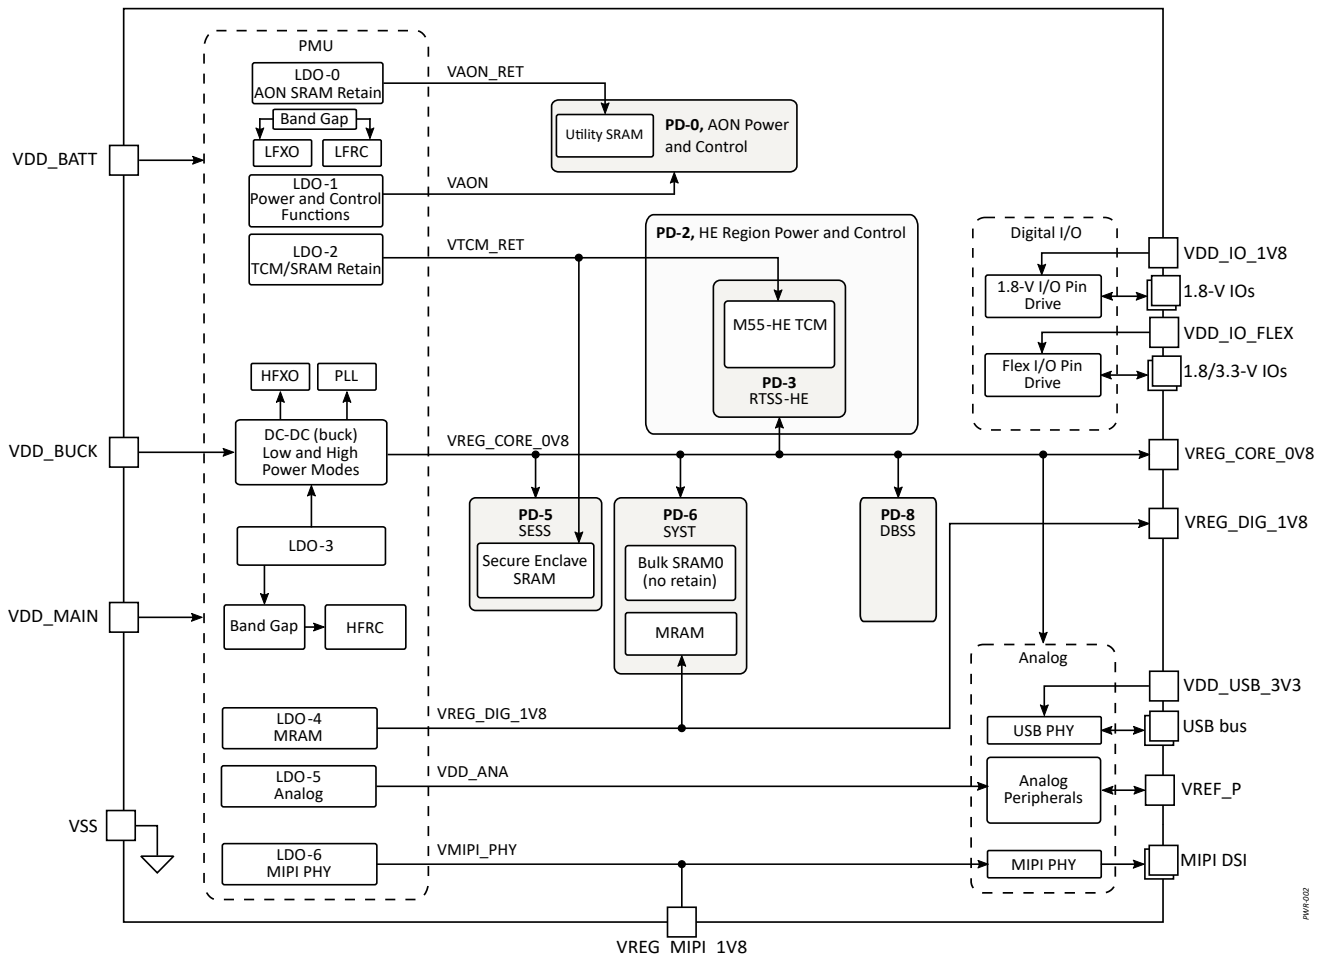 PMU
LDO-0
AON SRAM Retain
Band Gap
LFXO
LFRC
LDO-1
Power and Control
Functions
LDO-2
TCM/SRAM Retain
HFXO
PLL
DC-DC (buck)
Low and High
Power Modes
LDO-3
Band Gap
HFRC
LDO-4
MRAM
LDO-5
Analog
LDO-6
MIPI PHY
VDD_BATT
VDD_BUCK
VDD_MAIN
VSS
VAON_RET
VAON
VTCM_RET
VREG_CORE_0V8
VREG_DIG_1V8
VDD_ANA
VMIPI_PHY
Utility SRAM
PD-0, AON Power
and Control
PD-2, HE Region Power and Control
M55-HE TCM
PD-3
RTSS-HE
PD-5
SESS
Secure Enclave
SRAM
PD-6
SYST
Bulk SRAM0
(no retain)
MRAM
PD-8
DBSS
Digital I/O
1.8-V I/O Pin
Drive
Flex I/O Pin
Drive
Analog
USB PHY
Analog
Peripherals
MIPI PHY
VDD_IO_1V8
1.8-V IOs
VDD_IO_FLEX
1.8/3.3-V IOs
VREG_CORE_0V8
VREG_DIG_1V8
VDD_USB_3V3
USB bus
VREF_P
MIPI DSI
VREG_MIPI_1V8
PWR-002